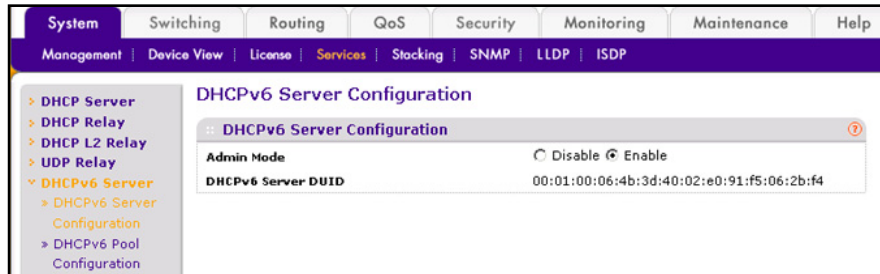 System Switching Routing QoS Security Monitoring Maintenance Help
Management Device View License Services Stacking SNMP LLDP ISDP
DHCP Server
DHCP Relay
DHCP L2 Relay
UDP Relay
DHCPv6 Server
» DHCPv6 Server
Configuration
» DHCPv6 Pool
Configuration
DHCPv6 Server Configuration
DHCPv6 Server Configuration ?
Admin Mode Disable Enable
DHCPv6 Server DUID 00:01:00:06:4b:3d:40:02:e0:91:f5:06:2b:f4